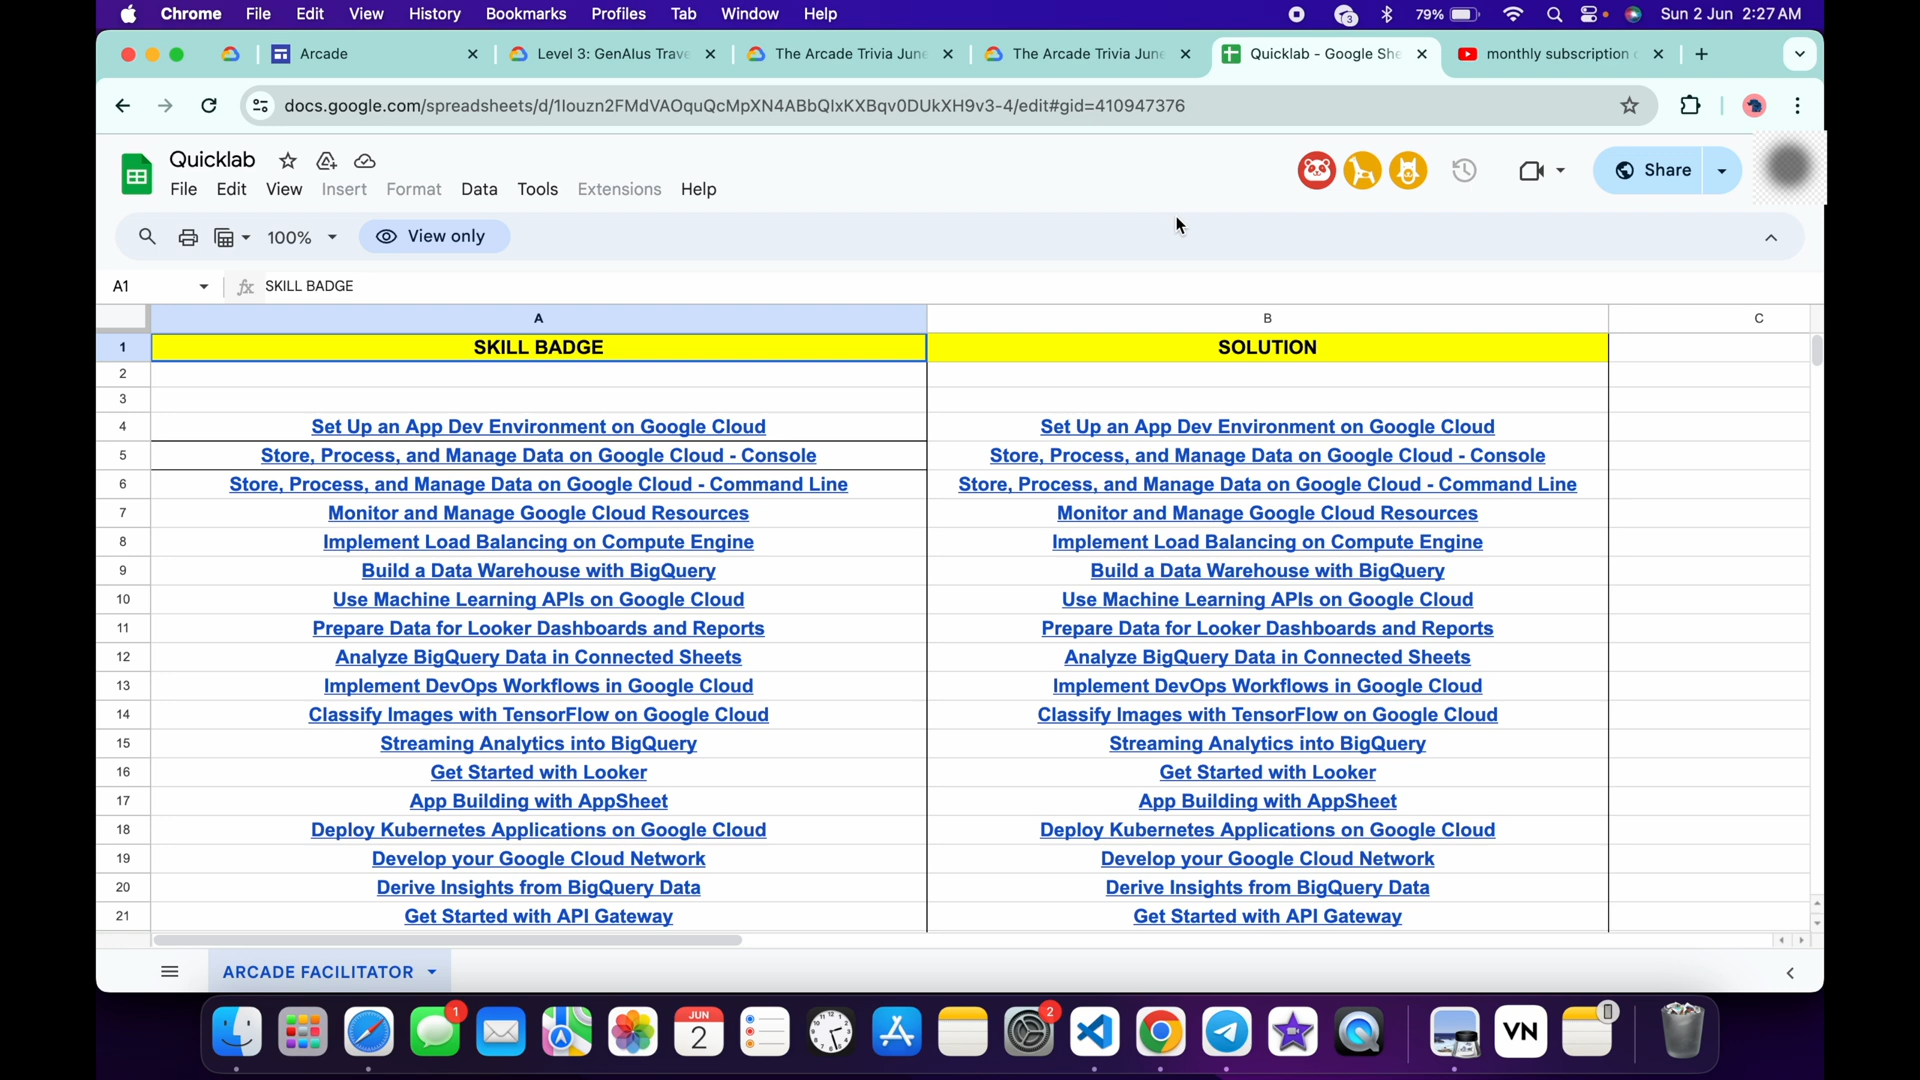 Chrome File Edit View History Bookmarks Profiles Tab Window Help 3 79% Sun 2 Jun 2:27 AM
Arcade Level 3: GenAIus Trave The Arcade Trivia June The Arcade Trivia June Quicklab - Google She monthly subscription
docs.google.com/spreadsheets/d/1Iouzn2FMdVAOquQcMpXN4ABbQIxKXBqv0DUkXH9v3-4/edit#gid=410947376
Quicklab
File Edit View Insert Format Data Tools Extensions Help
Share
100% View only
A1 fx SKILL BADGE
A B C
1 SKILL BADGE SOLUTION
2
3
4 Set Up an App Dev Environment on Google Cloud Set Up an App Dev Environment on Google Cloud
5 Store, Process, and Manage Data on Google Cloud - Console Store, Process, and Manage Data on Google Cloud - Console
6 Store, Process, and Manage Data on Google Cloud - Command Line Store, Process, and Manage Data on Google Cloud - Command Line
7 Monitor and Manage Google Cloud Resources Monitor and Manage Google Cloud Resources
8 Implement Load Balancing on Compute Engine Implement Load Balancing on Compute Engine
9 Build a Data Warehouse with BigQuery Build a Data Warehouse with BigQuery
10 Use Machine Learning APIs on Google Cloud Use Machine Learning APIs on Google Cloud
11 Prepare Data for Looker Dashboards and Reports Prepare Data for Looker Dashboards and Reports
12 Analyze BigQuery Data in Connected Sheets Analyze BigQuery Data in Connected Sheets
13 Implement DevOps Workflows in Google Cloud Implement DevOps Workflows in Google Cloud
14 Classify Images with TensorFlow on Google Cloud Classify Images with TensorFlow on Google Cloud
15 Streaming Analytics into BigQuery Streaming Analytics into BigQuery
16 Get Started with Looker Get Started with Looker
17 App Building with AppSheet App Building with AppSheet
18 Deploy Kubernetes Applications on Google Cloud Deploy Kubernetes Applications on Google Cloud
19 Develop your Google Cloud Network Develop your Google Cloud Network
20 Derive Insights from BigQuery Data Derive Insights from BigQuery Data
21 Get Started with API Gateway Get Started with API Gateway
ARCADE FACILITATOR
1 JUN 2 2 VN